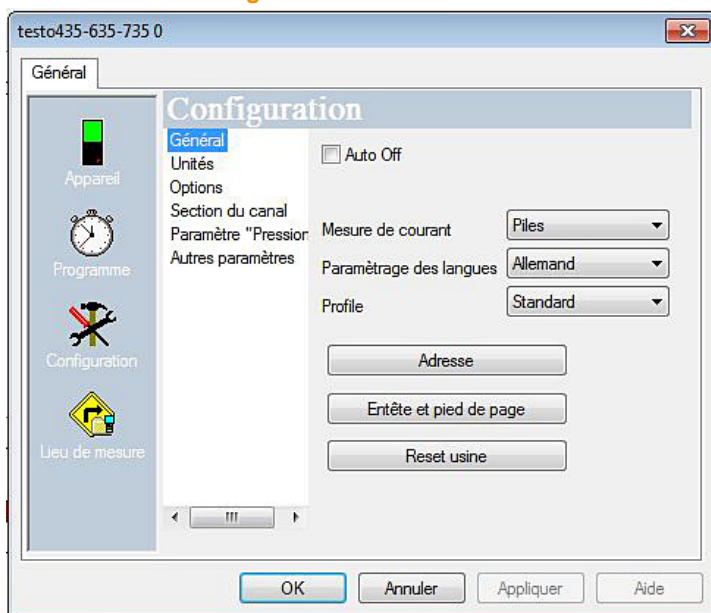 testo435-635-735 0
Général
Configuration
Appareil
Programme
Configuration
Lieu de mesure
Général
Unités
Options
Section du canal
Paramètre "Pression
Autres paramètres
Auto Off
Mesure de courant Piles
Paramètrage des langues Allemand
Profile Standard
Adresse
Entête et pied de page
Reset usine
OK Annuler Appliquer Aide